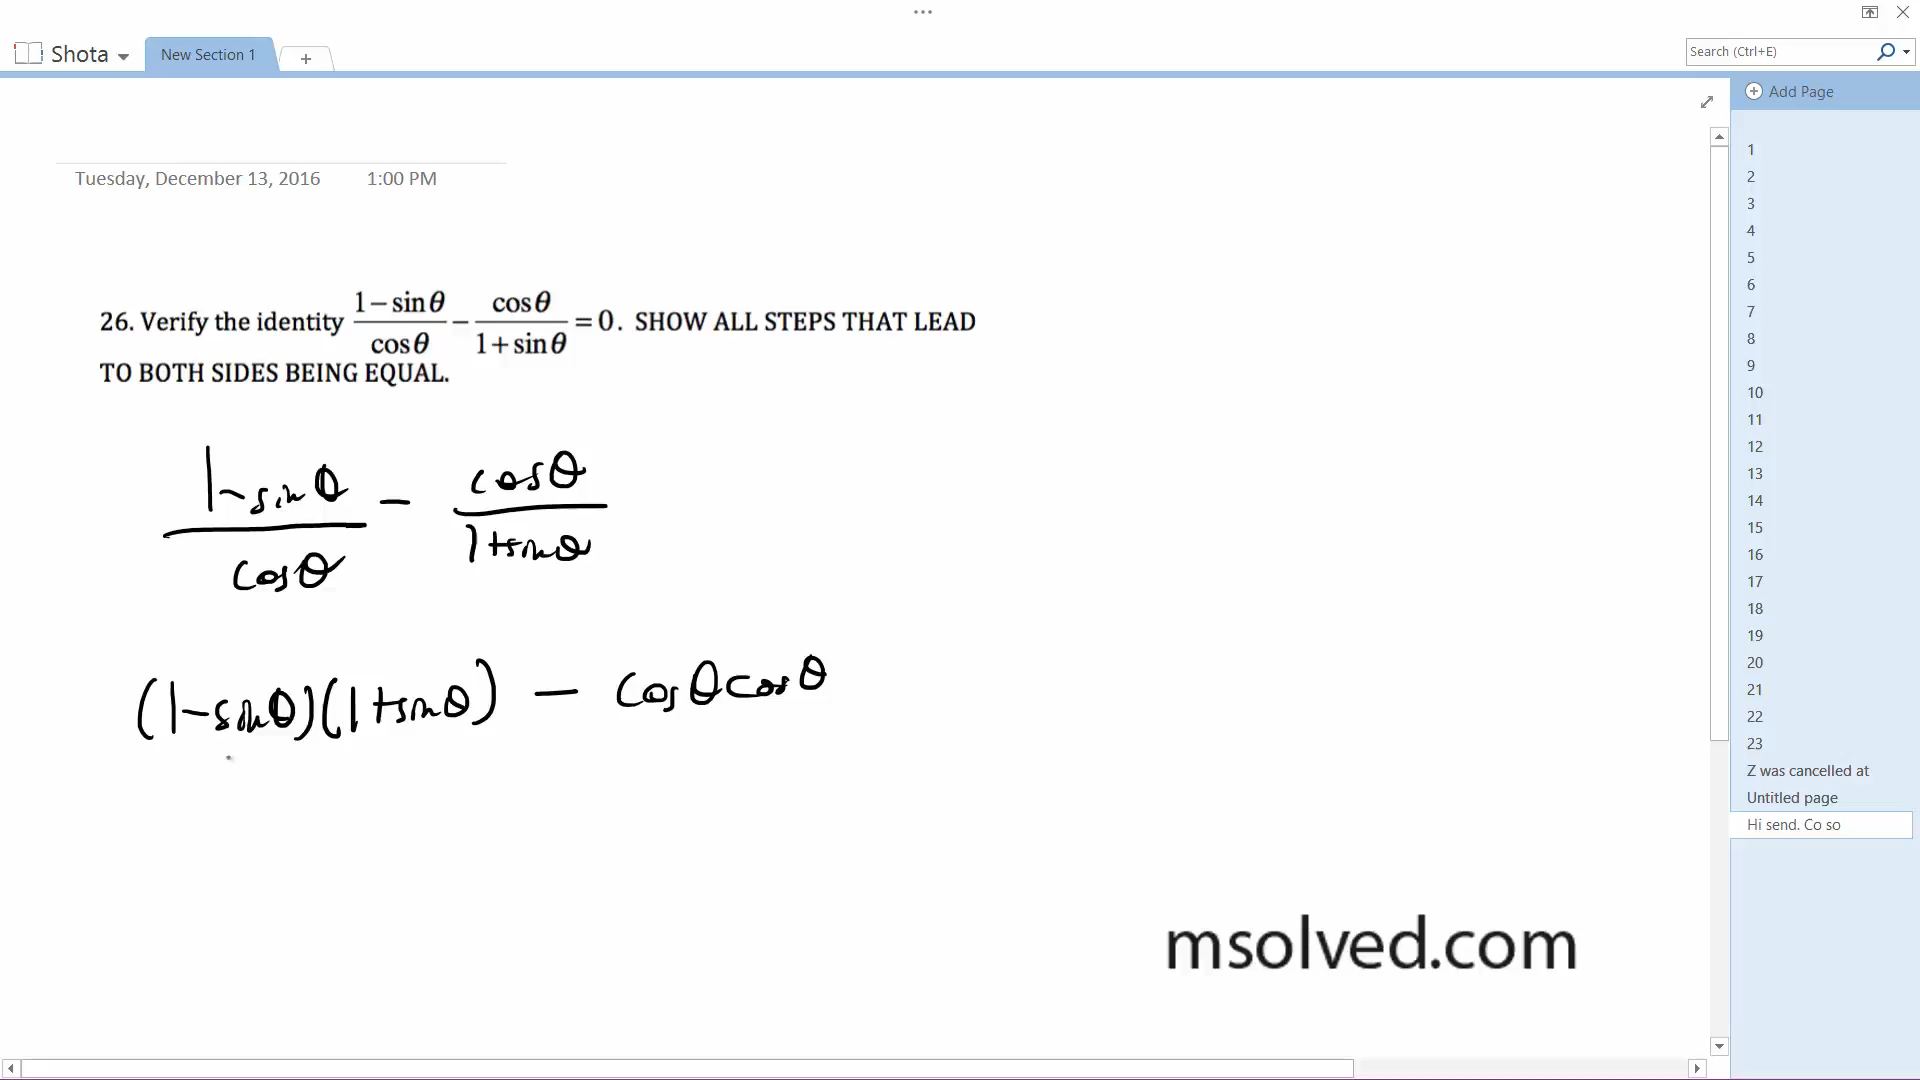 ...
Shota
New Section 1
+
Search (Ctrl+E)
Add Page
Tuesday, December 13, 2016 1:00 PM
26. Verify the identity (1 − sin θ)/(cos θ) − (cos θ)/(1 + sin θ) = 0. SHOW ALL STEPS THAT LEAD
TO BOTH SIDES BEING EQUAL.
(1 - sin θ)/(cos θ) - (cos θ)/(1 + sin θ)
(1 - sin θ)(1 + sin θ) - cos θ cos θ
msolved.com
1
2
3
4
5
6
7
8
9
10
11
12
13
14
15
16
17
18
19
20
21
22
23
Z was cancelled at
Untitled page
Hi send. Co so